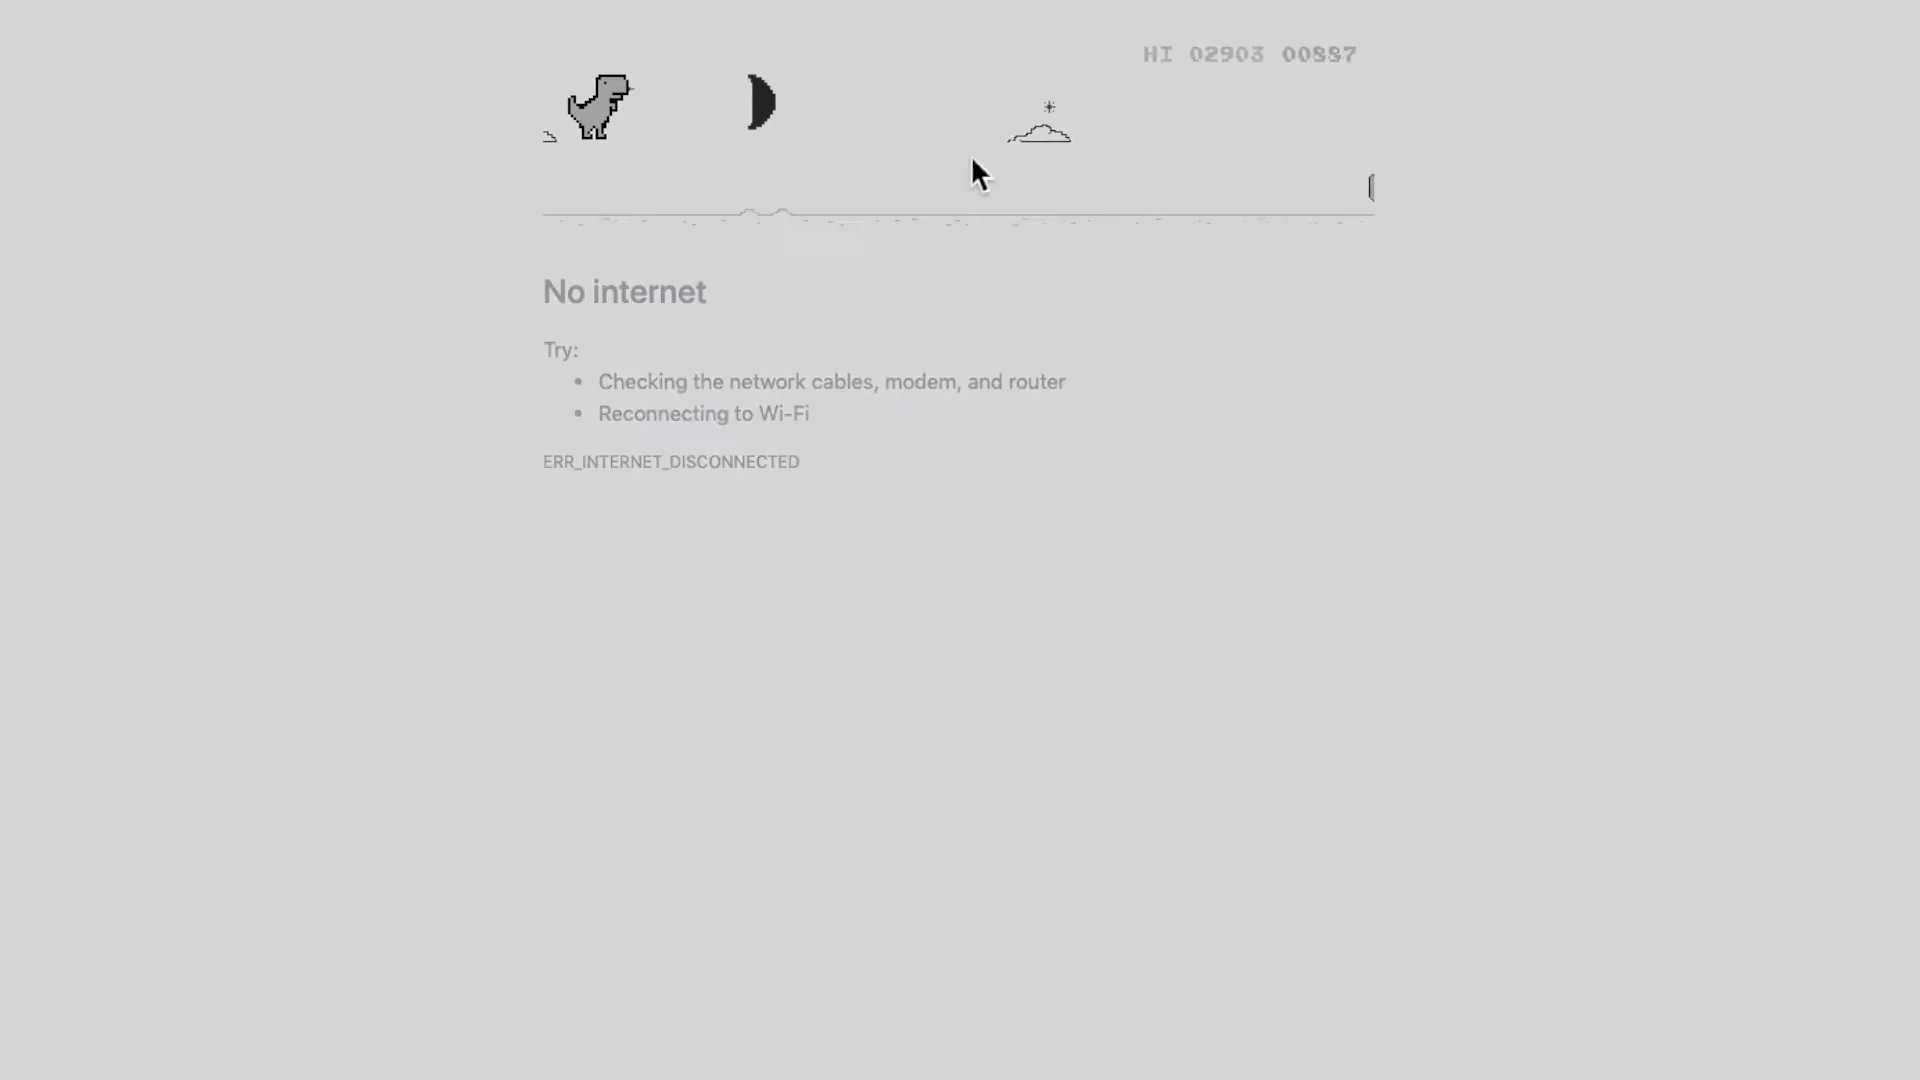 HI 02903 00887
No internet
Try:
• Checking the network cables, modem, and router
• Reconnecting to Wi-Fi
ERR_INTERNET_DISCONNECTED